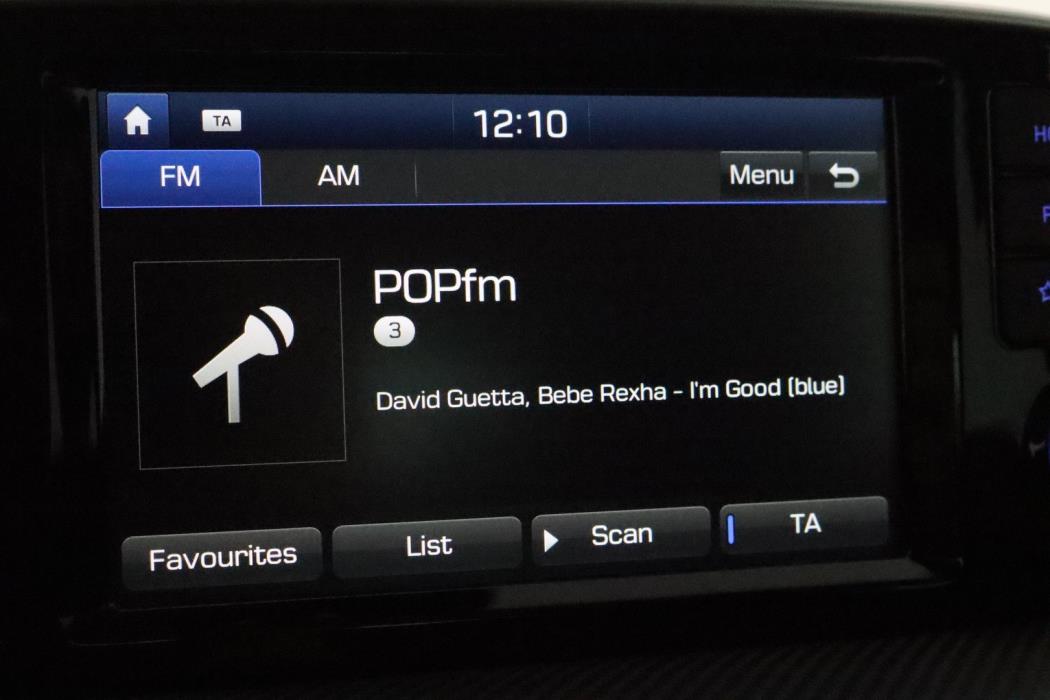 TA 12:10
FM AM Menu
POPfm
3
David Guetta, Bebe Rexha - I'm Good (blue)
Favourites List Scan TA